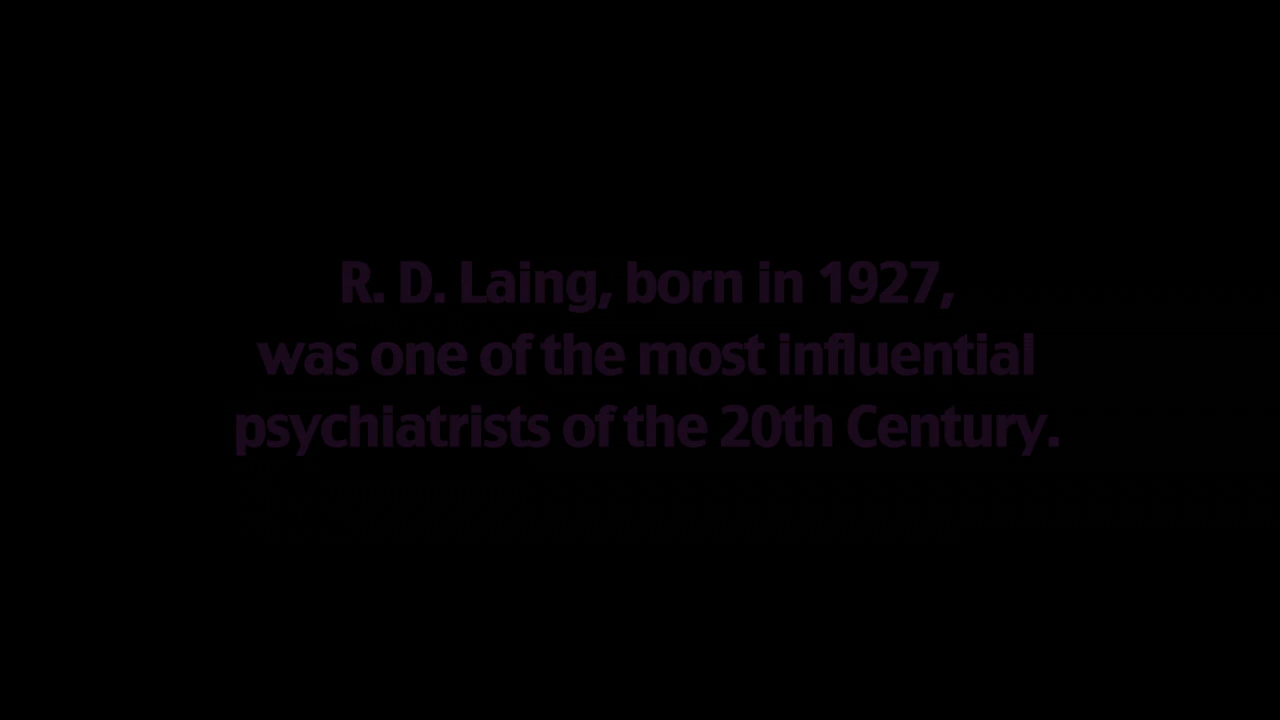 R. D. Laing, born in 1927,
was one of the most influential
psychiatrists of the 20th Century.